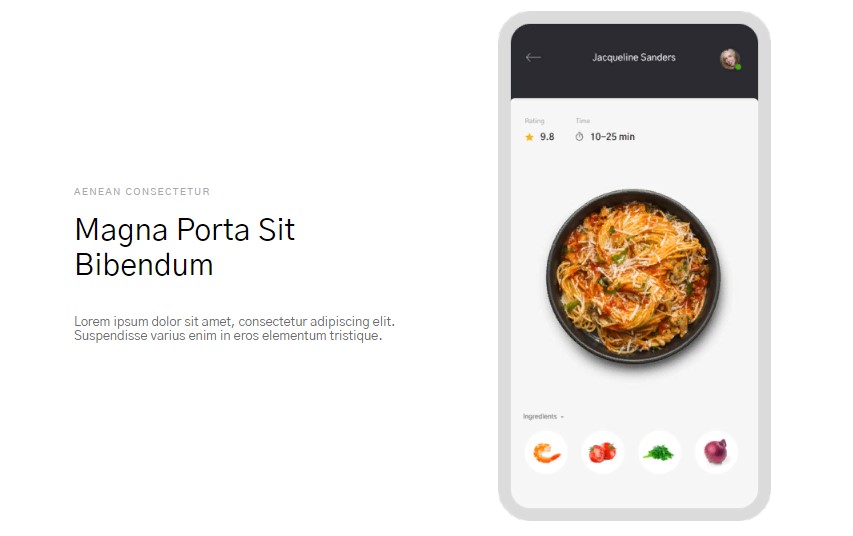 AENEAN CONSECTETUR
Magna Porta Sit
Bibendum
Lorem ipsum dolor sit amet, consectetur adipiscing elit.
Suspendisse varius enim in eros elementum tristique.
Jacqueline Sanders
Rating
Time
9.8
10–25 min
Ingredients